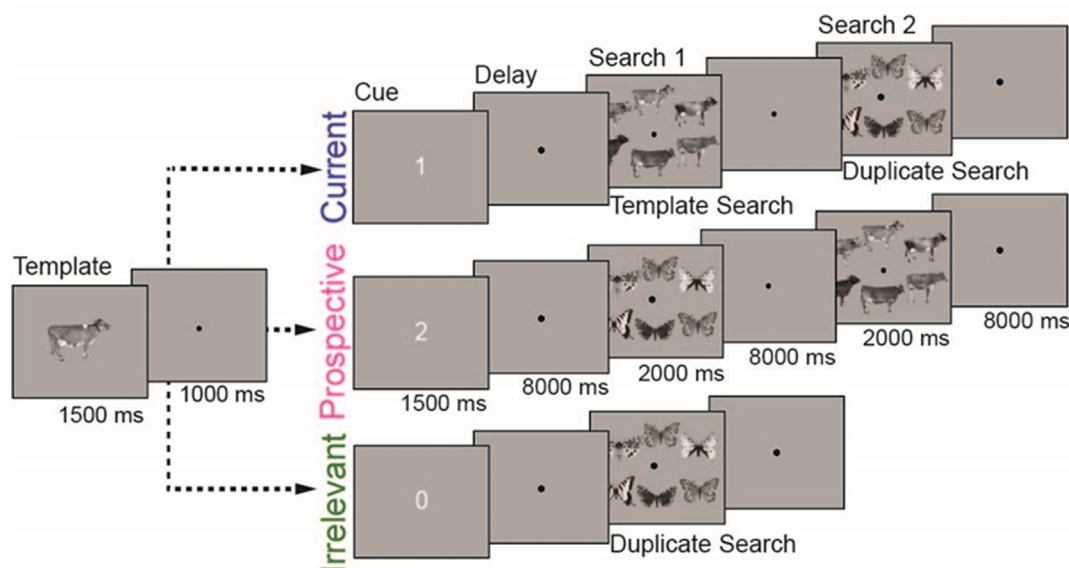 Search 2
Search 1
Delay
Cue
Current
1
Duplicate Search
Template Search
Template
Prospective
2
1000 ms
1500 ms
1500 ms
8000 ms
2000 ms
8000 ms
2000 ms
8000 ms
Irrelevant
0
Duplicate Search